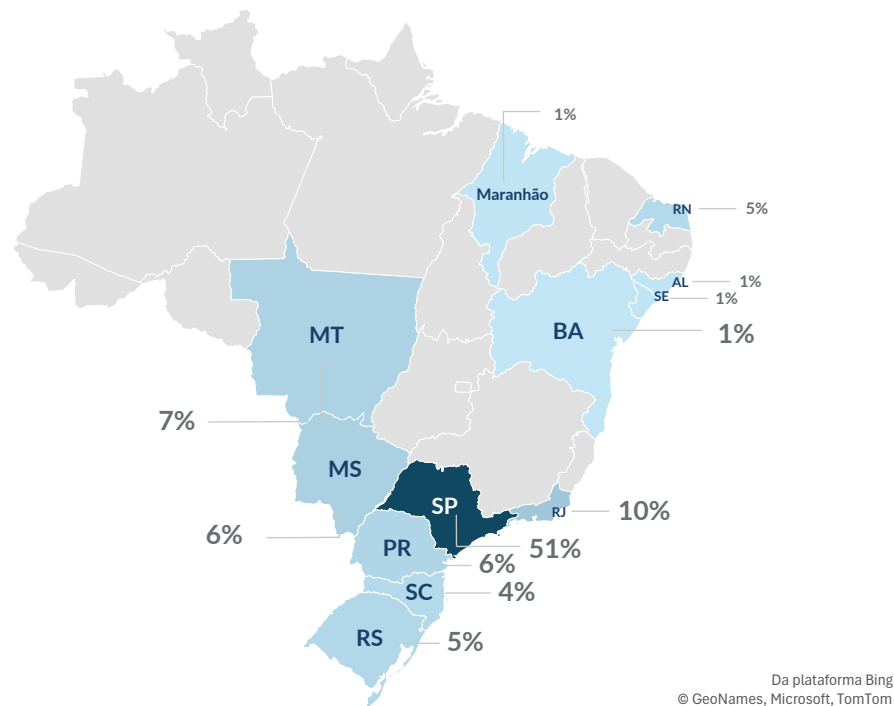 1%
Maranhão
RN
5%
AL
1%
SE
1%
BA
1%
MT
7%
MS
SP
RJ
10%
6%
PR
51%
6%
SC
4%
RS
5%
Da plataforma Bing
© GeoNames, Microsoft, TomTom